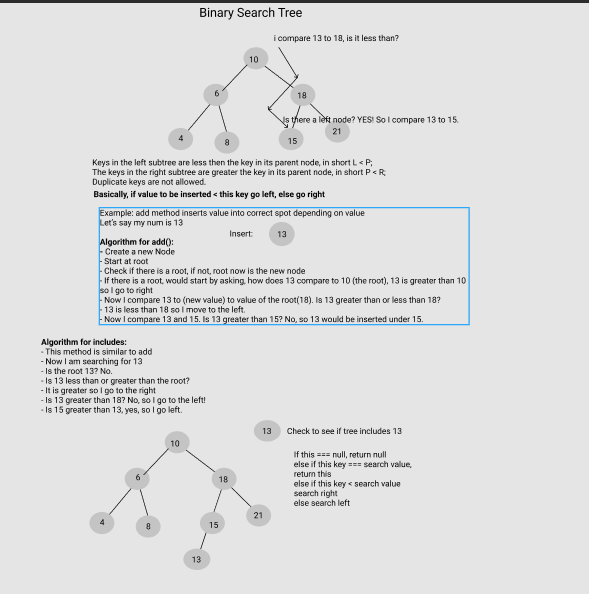 Binary Search Tree
i compare 13 to 18, is it less than?
10
6
18
Is there a left node? YES! So I compare 13 to 15.
4
8
15
21
Keys in the left subtree are less then the key in its parent node, in short L < P;
The keys in the right subtree are greater the key in its parent node, in short P < R;
Duplicate keys are not allowed.
Basically, if value to be inserted < this key go left, else go right
Example: add method inserts value into correct spot depending on value
Let's say my num is 13
Insert:
13
Algorithm for add():
- Create a new Node
- Start at root
- Check if there is a root, if not, root now is the new node
- If there is a root, would start by asking, how does 13 compare to 10 (the root), 13 is greater than 10
so I go to right
- Now I compare 13 to (new value) to value of the root(18). Is 13 greater than or less than 18?
- 13 is less than 18 so I move to the left.
- Now I compare 13 and 15. Is 13 greater than 15? No, so 13 would be inserted under 15.
Algorithm for includes:
- This method is similar to add
- Now I am searching for 13
- Is the root 13? No.
- Is 13 less than or greater than the root?
- It is greater so I go to the right
- Is 13 greater than 18? No, so I go to the left!
- Is 15 greater than 13, yes, so I go left.
13
Check to see if tree includes 13
If this === null, return null
else if this key === search value,
return this
else if this key < search value
search right
else search left
10
6
18
4
8
15
21
13